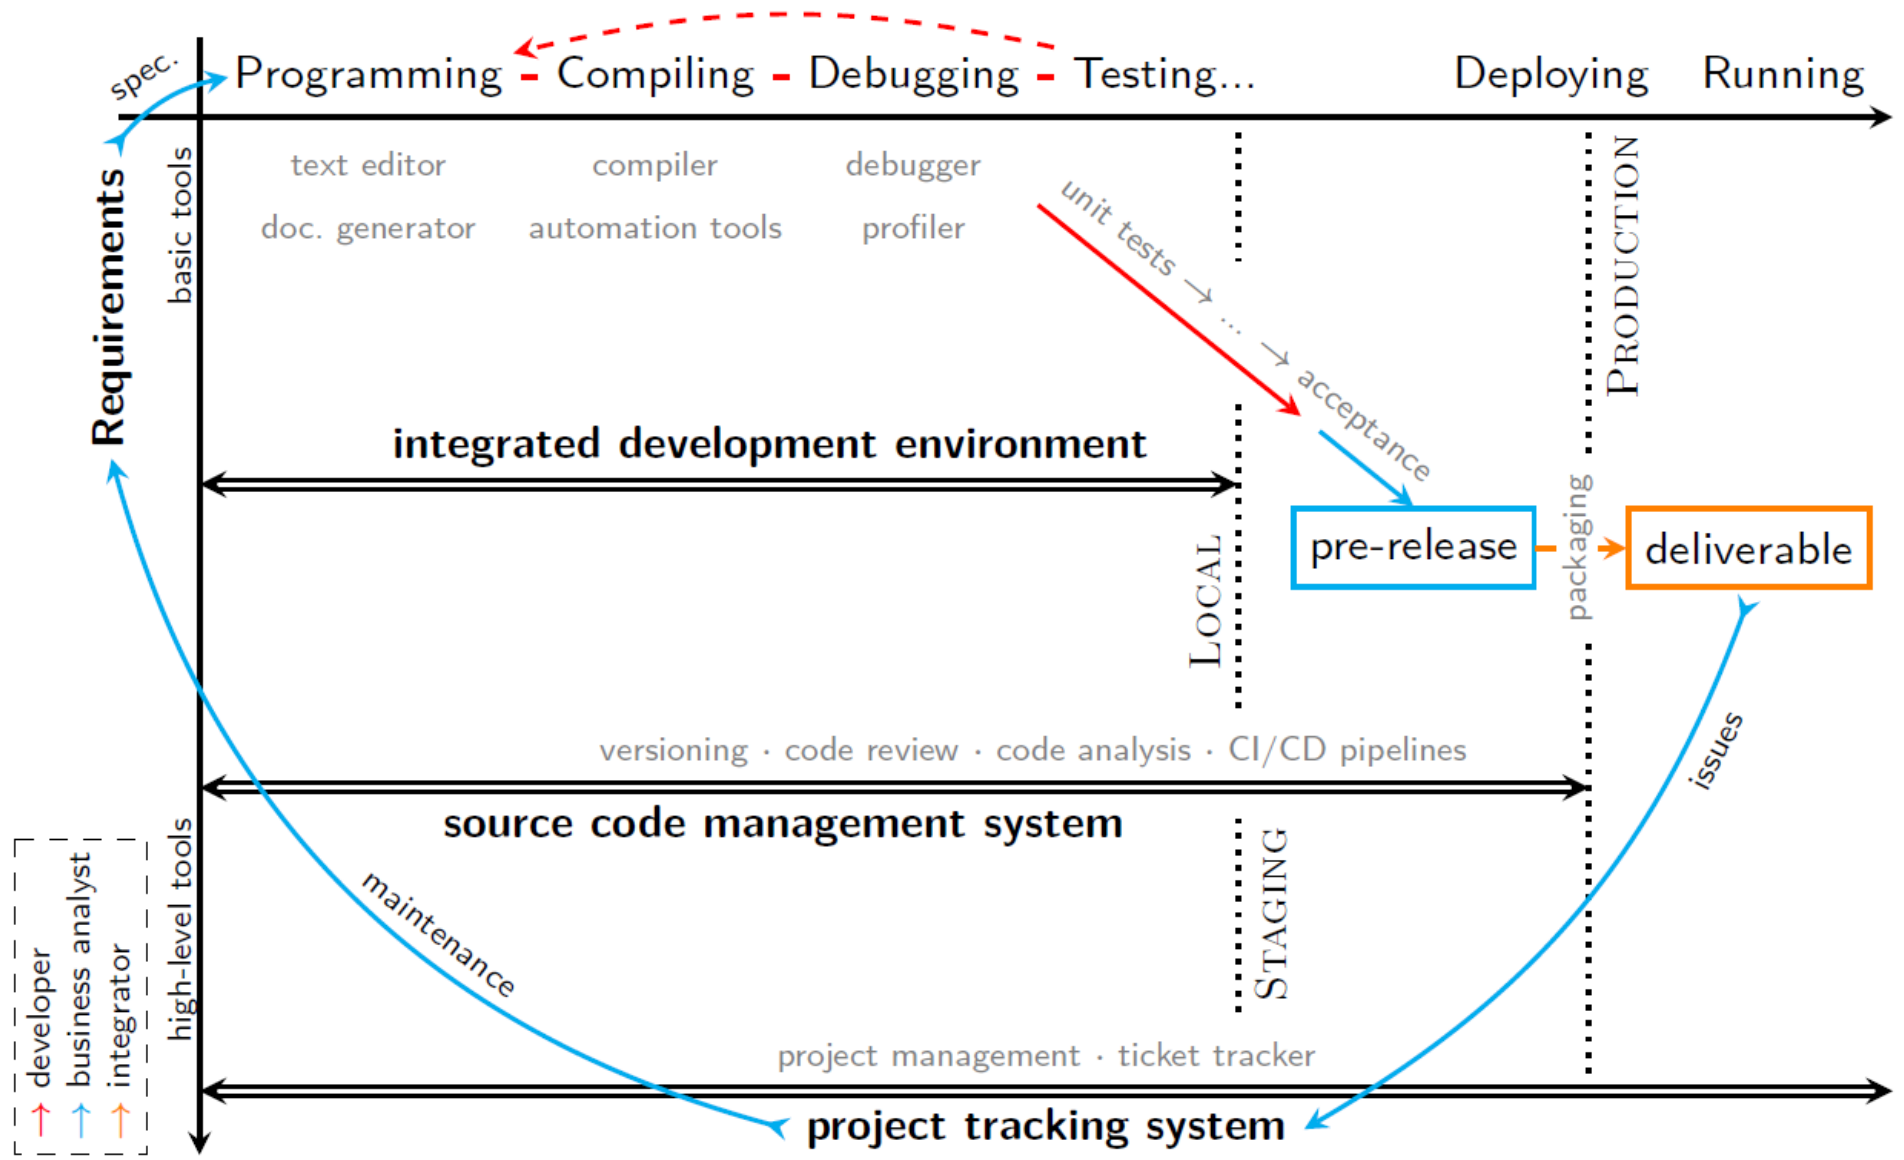 spec.
Programming - Compiling - Debugging - Testing...
Deploying
Running
Requirements
basic tools
text editor
compiler
debugger
doc. generator
automation tools
profiler
unit tests → ... → acceptance
PRODUCTION
integrated development environment
LOCAL
pre-release
packaging
deliverable
issues
versioning · code review · code analysis · CI/CD pipelines
source code management system
STAGING
high-level tools
maintenance
→ developer
→ business analyst
→ integrator
project management · ticket tracker
project tracking system